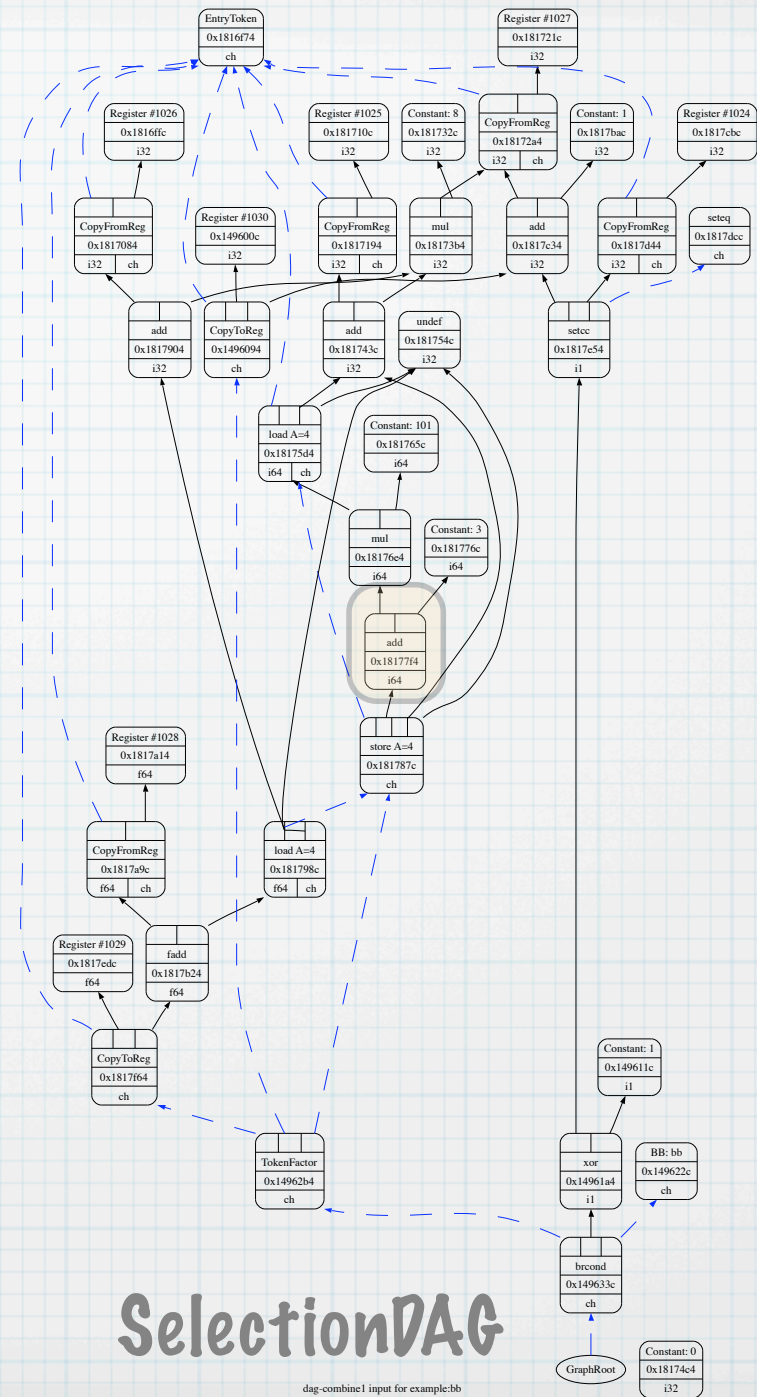 EntryToken
0x1816f74
ch
Register #1027
0x181721c
i32
Register #1026
0x1816ffc
i32
Register #1025
0x181710c
i32
Constant: 8
0x181732c
i32
CopyFromReg
0x18172a4
i32 ch
Constant: 1
0x1817bac
i32
Register #1024
0x1817cbc
i32
CopyFromReg
0x1817084
i32 ch
Register #1030
0x149600c
i32
CopyFromReg
0x1817194
i32 ch
mul
0x18173b4
i32
add
0x1817c34
i32
CopyFromReg
0x1817d44
i32 ch
seteq
0x1817dcc
ch
add
0x1817904
i32
CopyToReg
0x1496094
ch
add
0x181743c
i32
undef
0x181754c
i32
setcc
0x1817e54
i1
load A=4
0x18175d4
i64 ch
Constant: 101
0x181765c
i64
mul
0x18176e4
i64
Constant: 3
0x181776c
i64
add
0x18177f4
i64
store A=4
0x181787c
ch
Register #1028
0x1817a14
f64
CopyFromReg
0x1817a9c
f64 ch
load A=4
0x181798c
f64 ch
Register #1029
0x1817edc
f64
fadd
0x1817b24
f64
CopyToReg
0x1817f64
ch
Constant: 1
0x149611c
i1
TokenFactor
0x14962b4
ch
xor
0x14961a4
i1
BB: bb
0x149622c
ch
brcond
0x149633c
ch
SelectionDAG
GraphRoot
Constant: 0
0x18174c4
i32
dag-combine1 input for example:bb